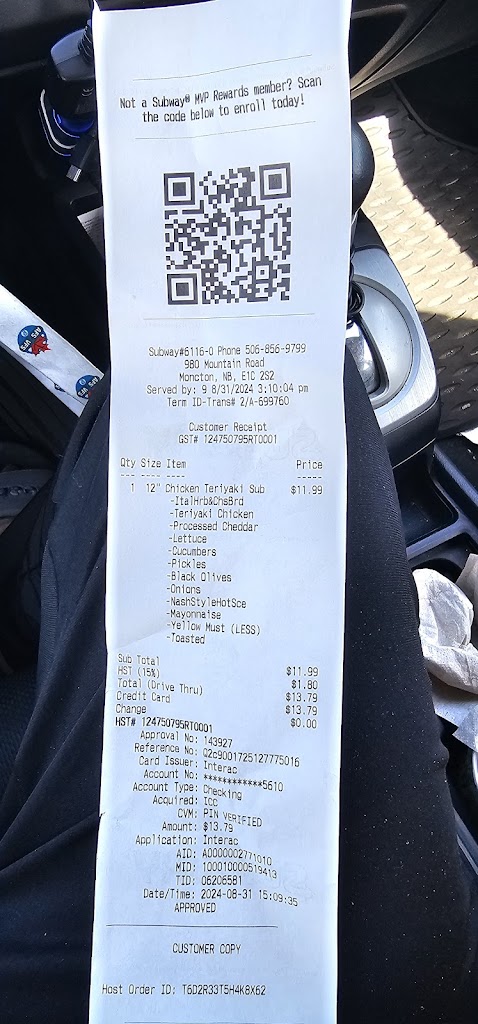 Not a Subway® MVP Rewards member? Scan
the code below to enroll today!
Subway#6116-0 Phone 506-856-9799
980 Mountain Road
Moncton, NB, E1C 2S2
Served by: 9 8/31/2024 3:10:04 pm
Term ID-Trans# 2/A-699760
Customer Receipt
GST# 124750795RT0001
Qty Size Item Price
--- ---- ---- -----
1 12" Chicken Teriyaki Sub $11.99
-ItalHrb&ChsBrd
-Teriyaki Chicken
-Processed Cheddar
-Lettuce
-Cucumbers
-Pickles
-Black Olives
-Onions
-NashStyleHotSce
-Mayonnaise
-Yellow Must (LESS)
-Toasted
Sub Total $11.99
HST (15%) $1.80
Total (Drive Thru) $13.79
Credit Card $13.79
Change $0.00
HST# 124750795RT0001
Approval No: 143927
Reference No: Q2c9001725127775016
Card Issuer: Interac
Account No: ************5610
Account Type: Checking
Acquired: ICC
CVM: PIN VERIFIED
Amount: $13.79
Application: Interac
AID: A0000002771010
MID: 100010000519413
TID: 06206581
Date/Time: 2024-08-31 15:09:35
APPROVED
CUSTOMER COPY
Host Order ID: T6D2R33T5H4K8X62